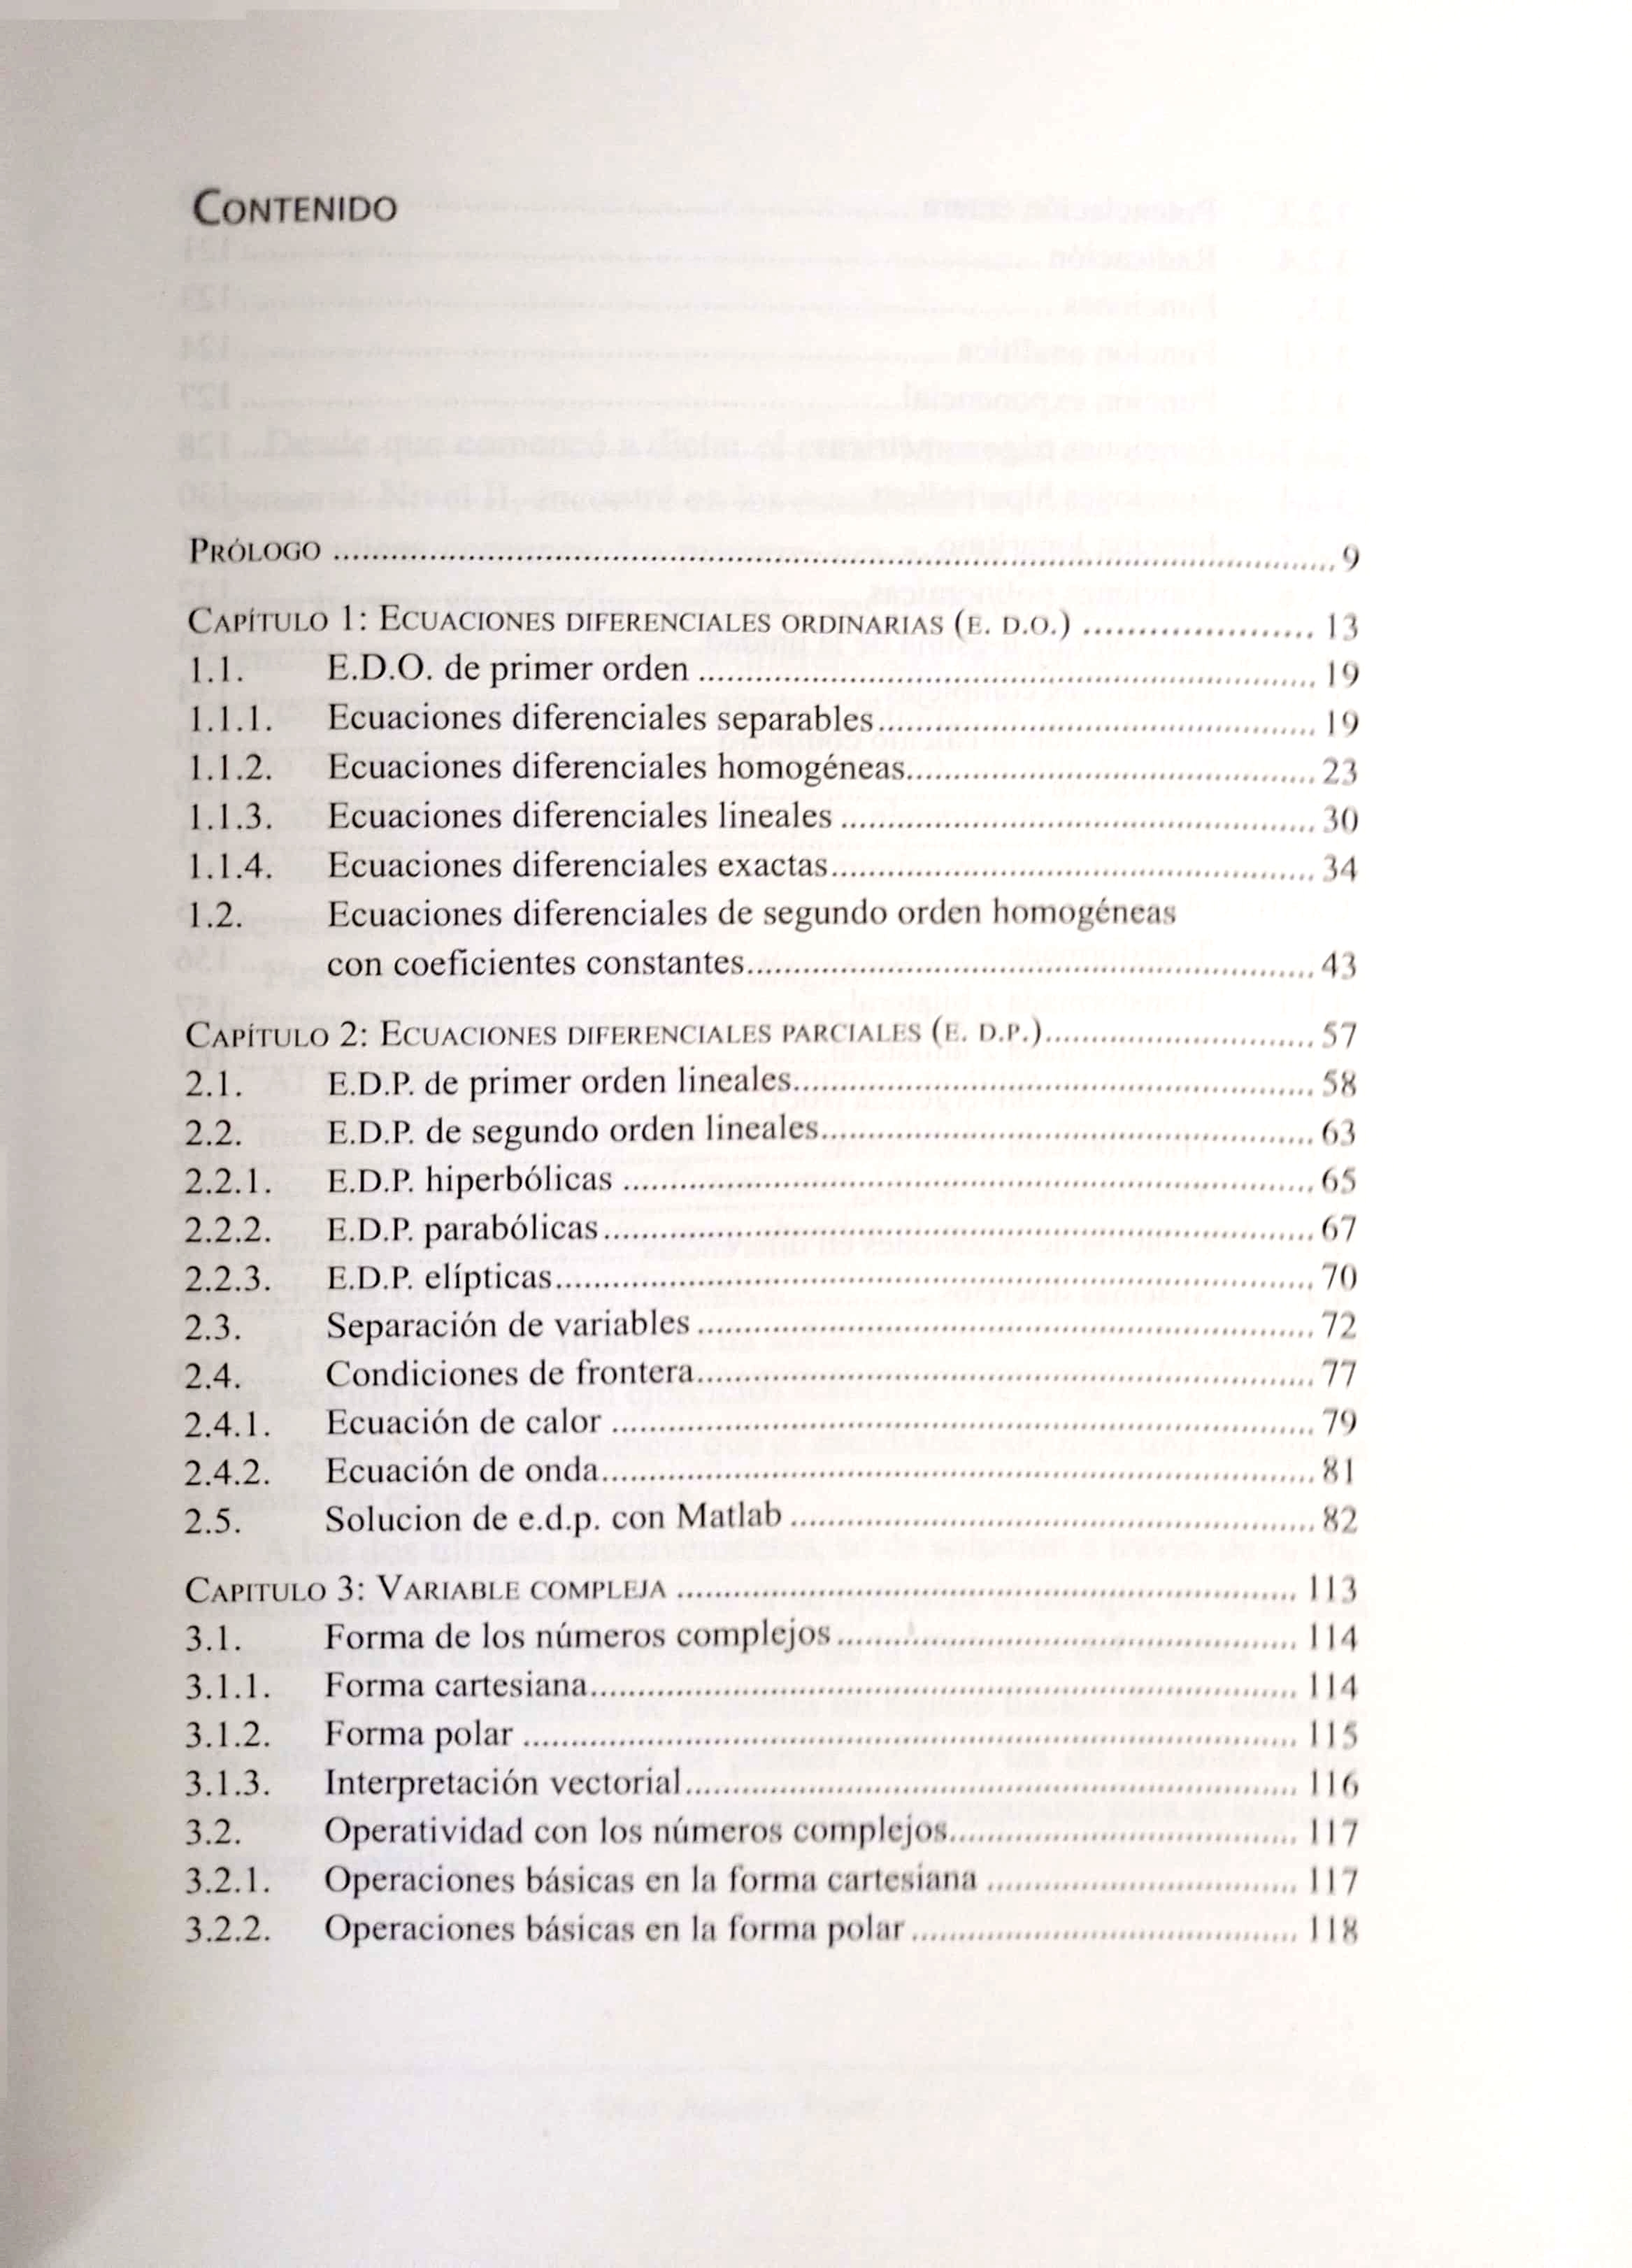 CONTENIDO
PRÓLOGO ........ 9
CAPÍTULO 1: ECUACIONES DIFERENCIALES ORDINARIAS (E. D.O.) ........ 13
1.1. E.D.O. de primer orden ........ 19
1.1.1. Ecuaciones diferenciales separables ........ 19
1.1.2. Ecuaciones diferenciales homogéneas ........ 23
1.1.3. Ecuaciones diferenciales lineales ........ 30
1.1.4. Ecuaciones diferenciales exactas ........ 34
1.2. Ecuaciones diferenciales de segundo orden homogéneas
con coeficientes constantes ........ 43
CAPÍTULO 2: ECUACIONES DIFERENCIALES PARCIALES (E. D.P.) ........ 57
2.1. E.D.P. de primer orden lineales ........ 58
2.2. E.D.P. de segundo orden lineales ........ 63
2.2.1. E.D.P. hiperbólicas ........ 65
2.2.2. E.D.P. parabólicas ........ 67
2.2.3. E.D.P. elípticas ........ 70
2.3. Separación de variables ........ 72
2.4. Condiciones de frontera ........ 77
2.4.1. Ecuación de calor ........ 79
2.4.2. Ecuación de onda ........ 81
2.5. Solucion de e.d.p. con Matlab ........ 82
CAPITULO 3: VARIABLE COMPLEJA ........ 113
3.1. Forma de los números complejos ........ 114
3.1.1. Forma cartesiana ........ 114
3.1.2. Forma polar ........ 115
3.1.3. Interpretación vectorial ........ 116
3.2. Operatividad con los números complejos ........ 117
3.2.1. Operaciones básicas en la forma cartesiana ........ 117
3.2.2. Operaciones básicas en la forma polar ........ 118